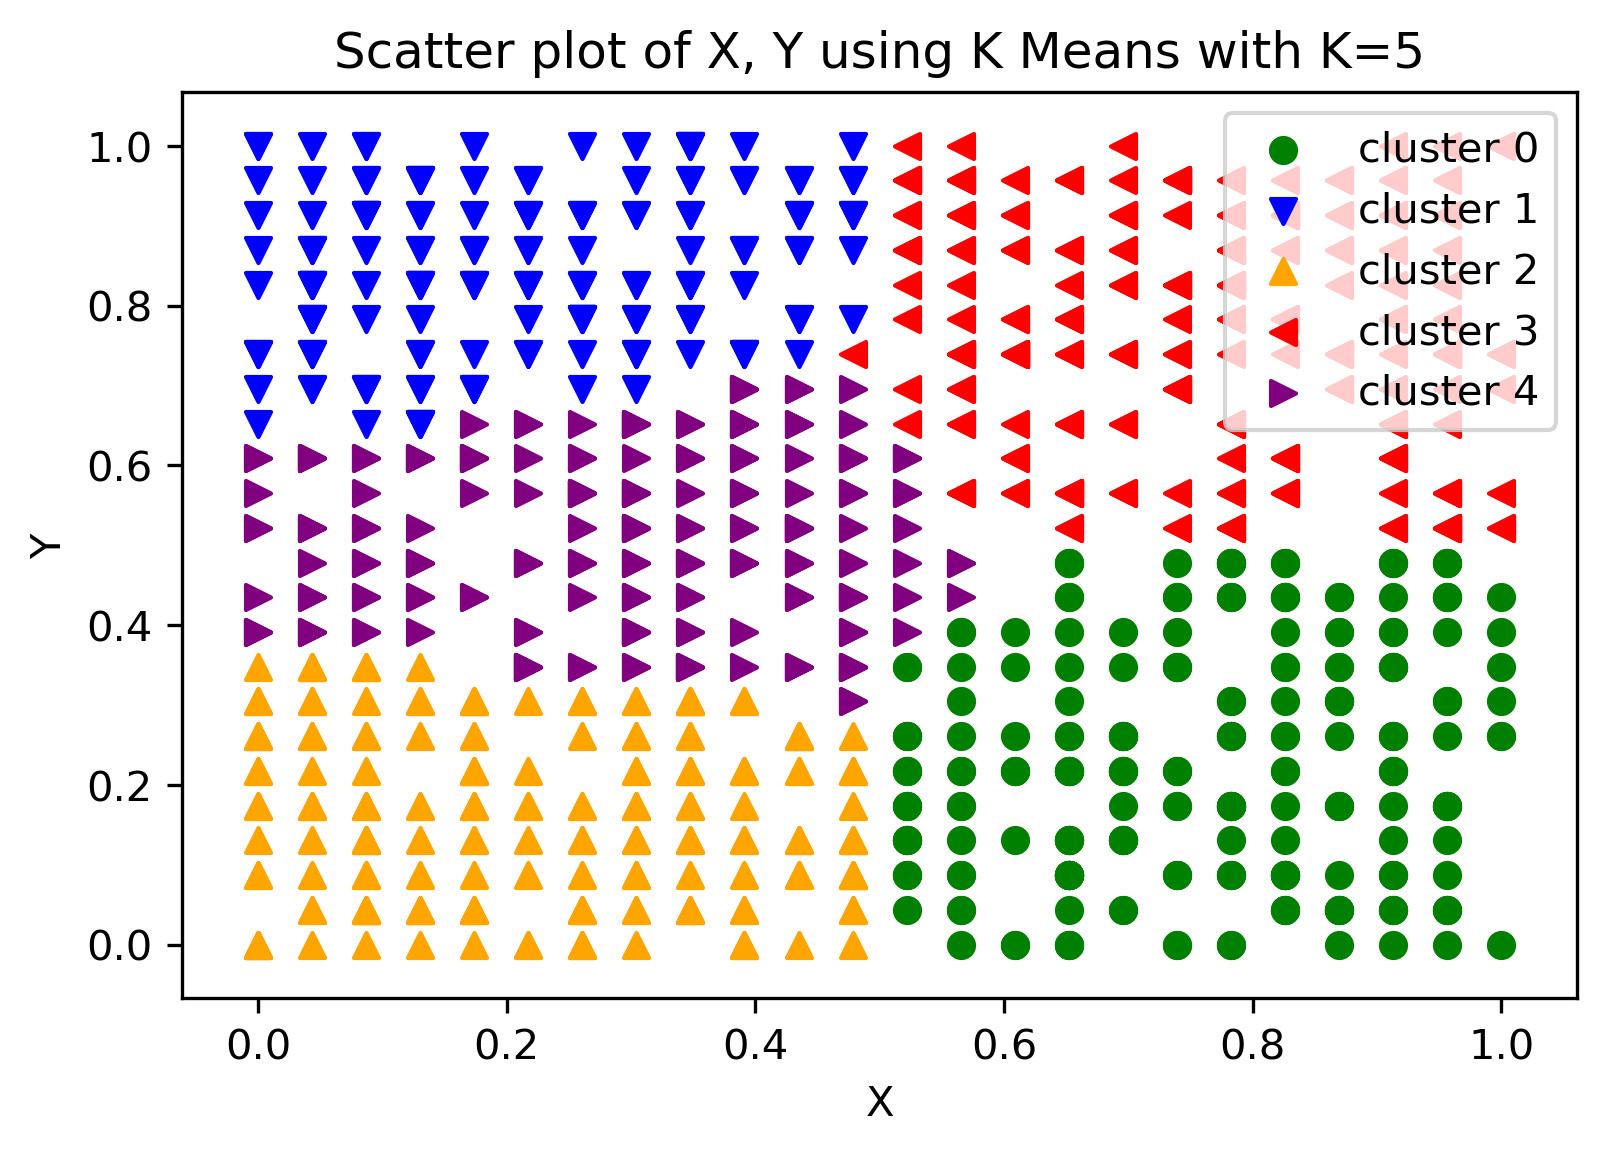 Scatter plot of X, Y using K Means with K=5
1.0
0.8
0.6
0.4
0.2
0.0
Y
cluster 0
cluster 1
cluster 2
cluster 3
cluster 4
0.0 0.2 0.4 0.6 0.8 1.0
X